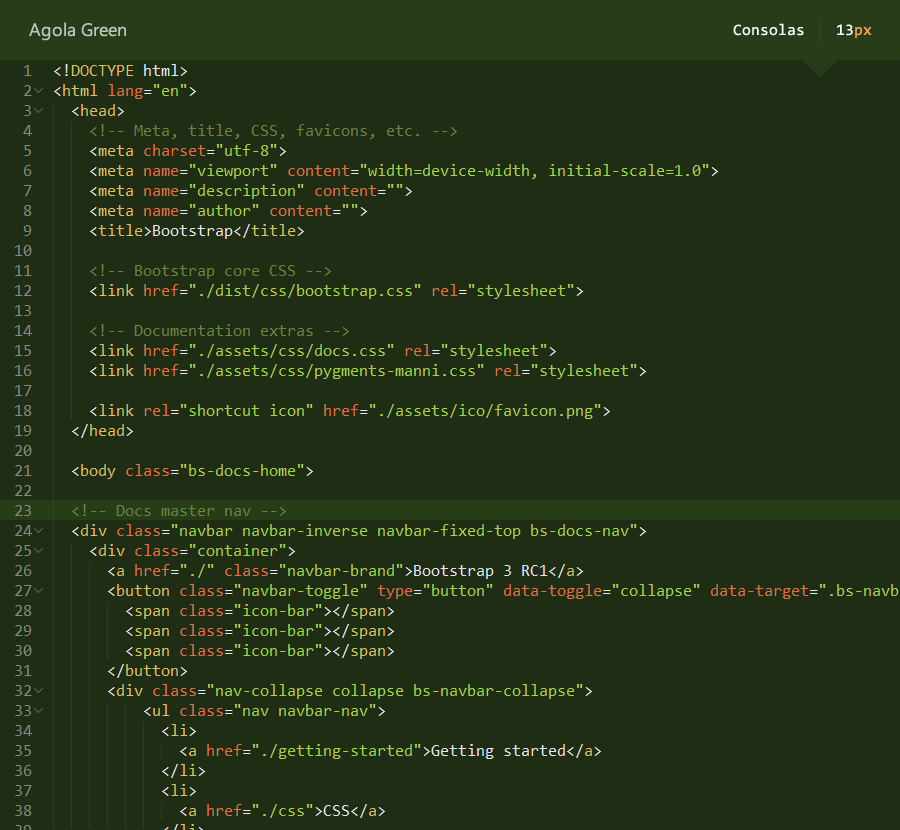 Agola Green
Consolas 13px
1 <!DOCTYPE html>
2 <html lang="en">
3 <head>
4 <!-- Meta, title, CSS, favicons, etc. -->
5 <meta charset="utf-8">
6 <meta name="viewport" content="width=device-width, initial-scale=1.0">
7 <meta name="description" content="">
8 <meta name="author" content="">
9 <title>Bootstrap</title>
10
11 <!-- Bootstrap core CSS -->
12 <link href="./dist/css/bootstrap.css" rel="stylesheet">
13
14 <!-- Documentation extras -->
15 <link href="./assets/css/docs.css" rel="stylesheet">
16 <link href="./assets/css/pygments-manni.css" rel="stylesheet">
17
18 <link rel="shortcut icon" href="./assets/ico/favicon.png">
19 </head>
20
21 <body class="bs-docs-home">
22
23 <!-- Docs master nav -->
24 <div class="navbar navbar-inverse navbar-fixed-top bs-docs-nav">
25 <div class="container">
26 <a href="./" class="navbar-brand">Bootstrap 3 RC1</a>
27 <button class="navbar-toggle" type="button" data-toggle="collapse" data-target=".bs-navb
28 <span class="icon-bar"></span>
29 <span class="icon-bar"></span>
30 <span class="icon-bar"></span>
31 </button>
32 <div class="nav-collapse collapse bs-navbar-collapse">
33 <ul class="nav navbar-nav">
34 <li>
35 <a href="./getting-started">Getting started</a>
36 </li>
37 <li>
38 <a href="./css">CSS</a>
39 </li>